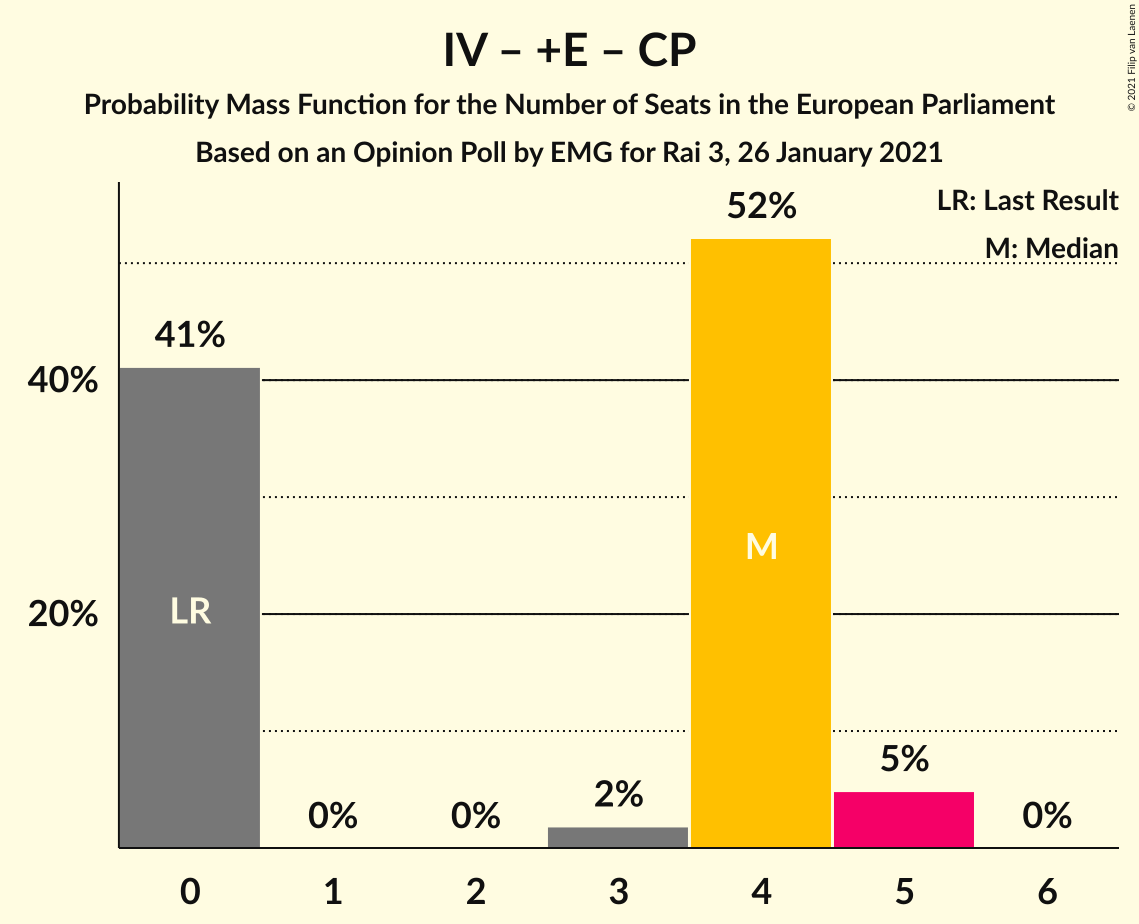 IV – +E – CP
Probability Mass Function for the Number of Seats in the European Parliament
Based on an Opinion Poll by EMG for Rai 3, 26 January 2021
© 2021 Filip van Laenen
LR: Last Result
M: Median
52%
41%
40%
M
LR
20%
5%
2%
0%
0%
0%
0 1 2 3 4 5 6